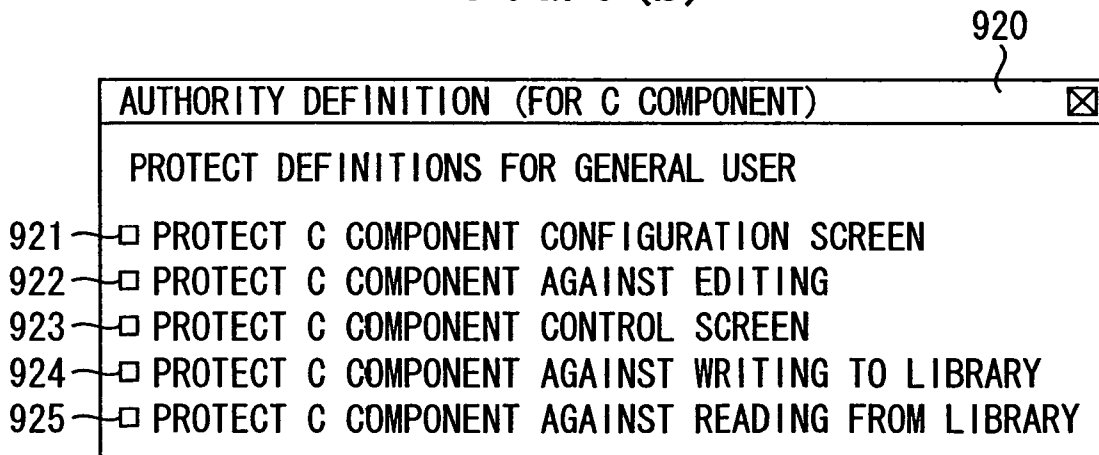 920
AUTHORITY DEFINITION (FOR C COMPONENT)
PROTECT DEFINITIONS FOR GENERAL USER
921 PROTECT C COMPONENT CONFIGURATION SCREEN
922 PROTECT C COMPONENT AGAINST EDITING
923 PROTECT C COMPONENT CONTROL SCREEN
924 PROTECT C COMPONENT AGAINST WRITING TO LIBRARY
925 PROTECT C COMPONENT AGAINST READING FROM LIBRARY